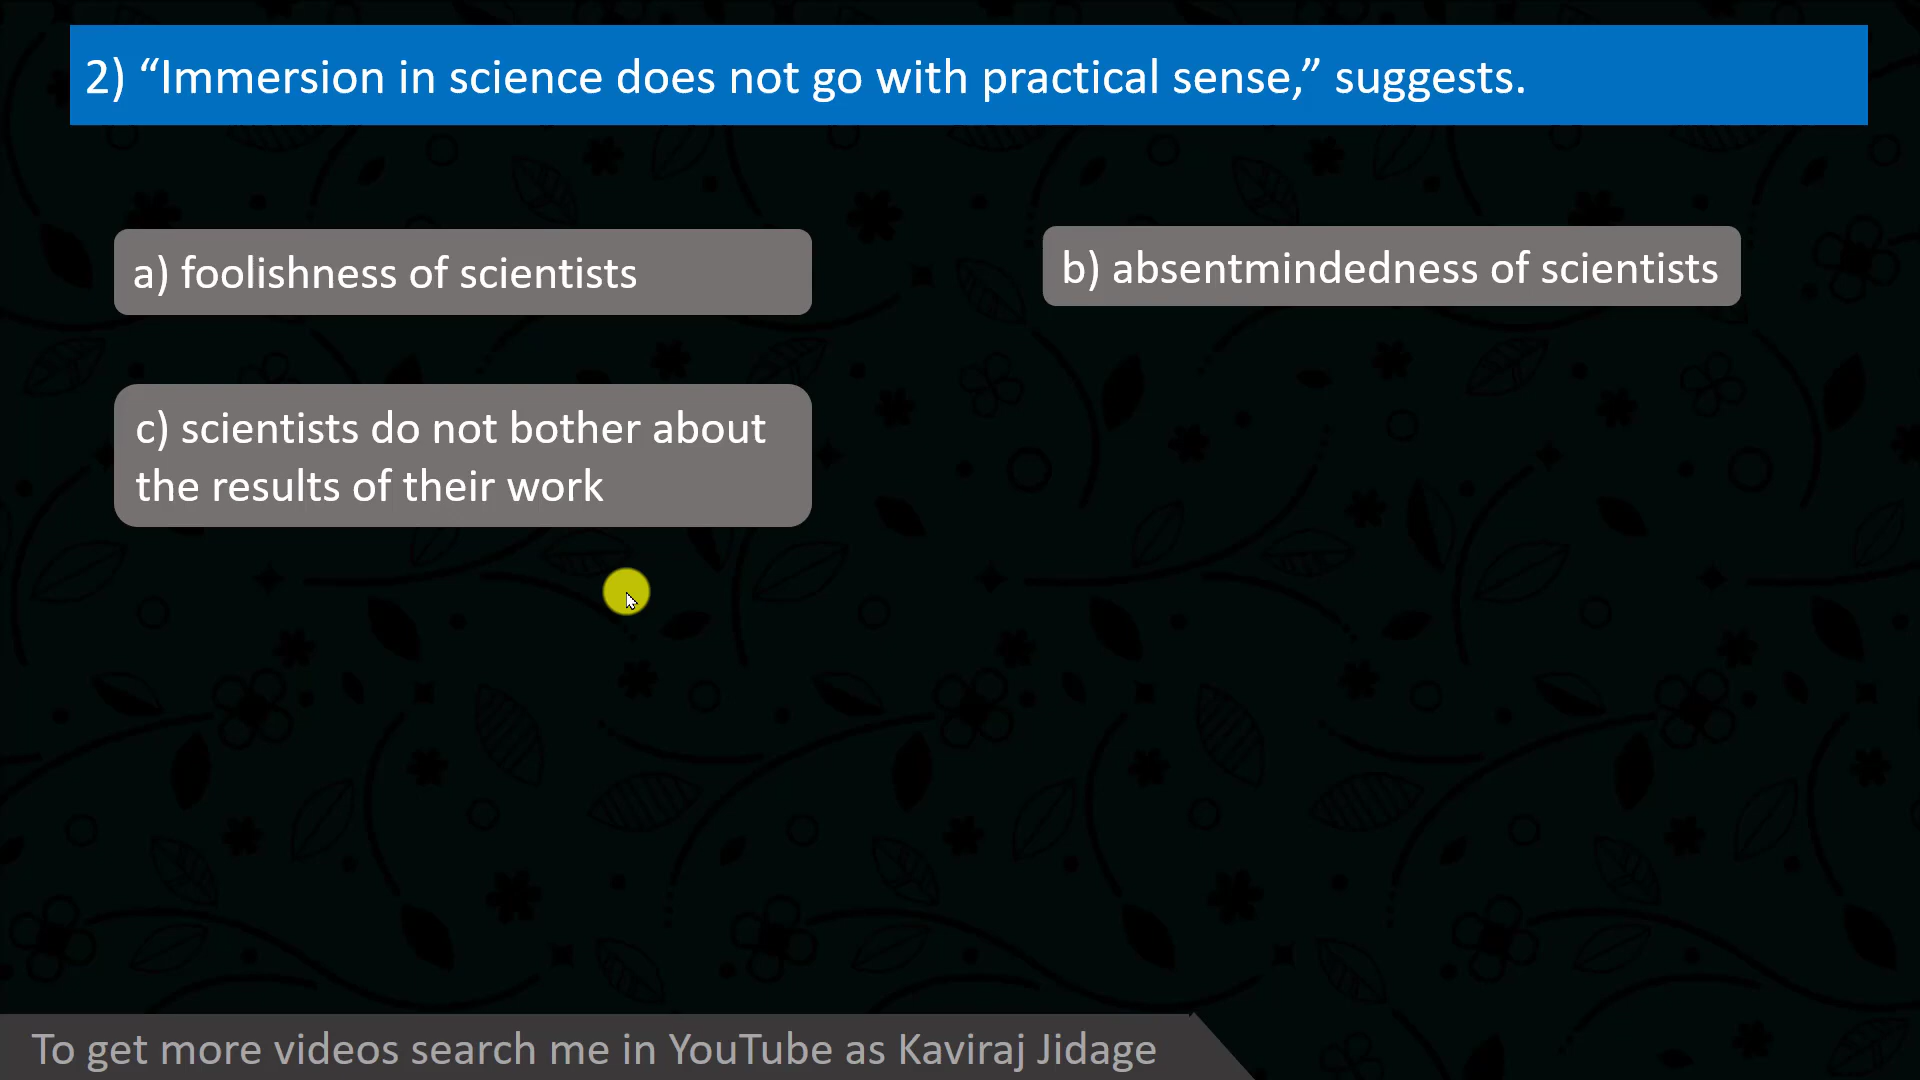 2) “Immersion in science does not go with practical sense,” suggests.
a) foolishness of scientists
b) absentmindedness of scientists
c) scientists do not bother about
the results of their work
To get more videos search me in YouTube as Kaviraj Jidage